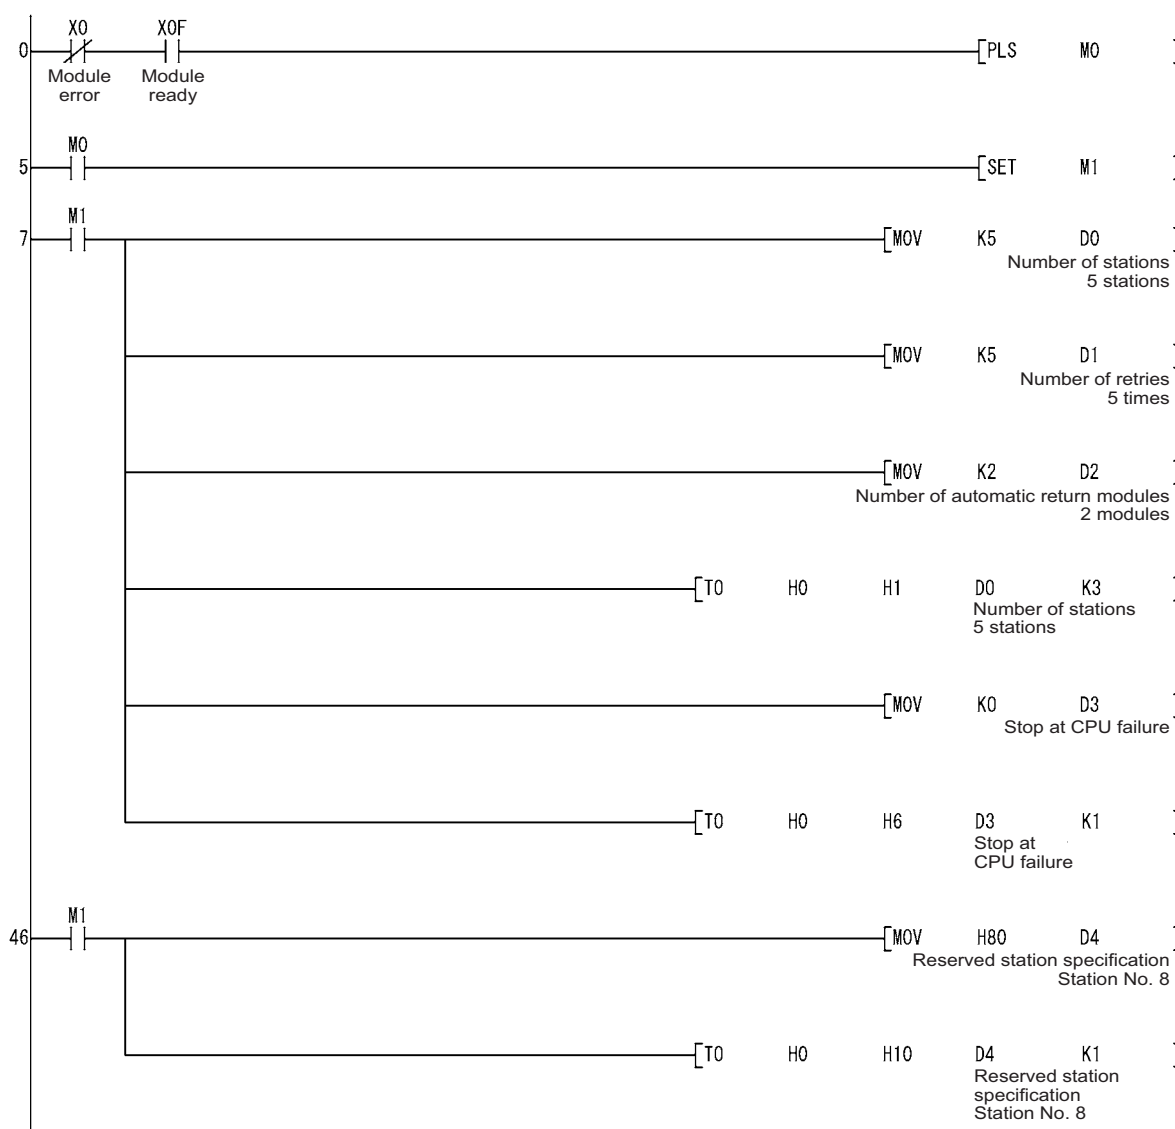 X0 X0F
0 [PLS M0 ]
Module Module
error ready
M0
5 [SET M1 ]
M1
7 [MOV K5 D0 ]
Number of stations
5 stations
[MOV K5 D1 ]
Number of retries
5 times
[MOV K2 D2 ]
Number of automatic return modules
2 modules
[TO H0 H1 D0 K3 ]
Number of stations
5 stations
[MOV K0 D3 ]
Stop at CPU failure
[TO H0 H6 D3 K1 ]
Stop at
CPU failure
M1
46 [MOV H80 D4 ]
Reserved station specification
Station No. 8
[TO H0 H10 D4 K1 ]
Reserved station
specification
Station No. 8